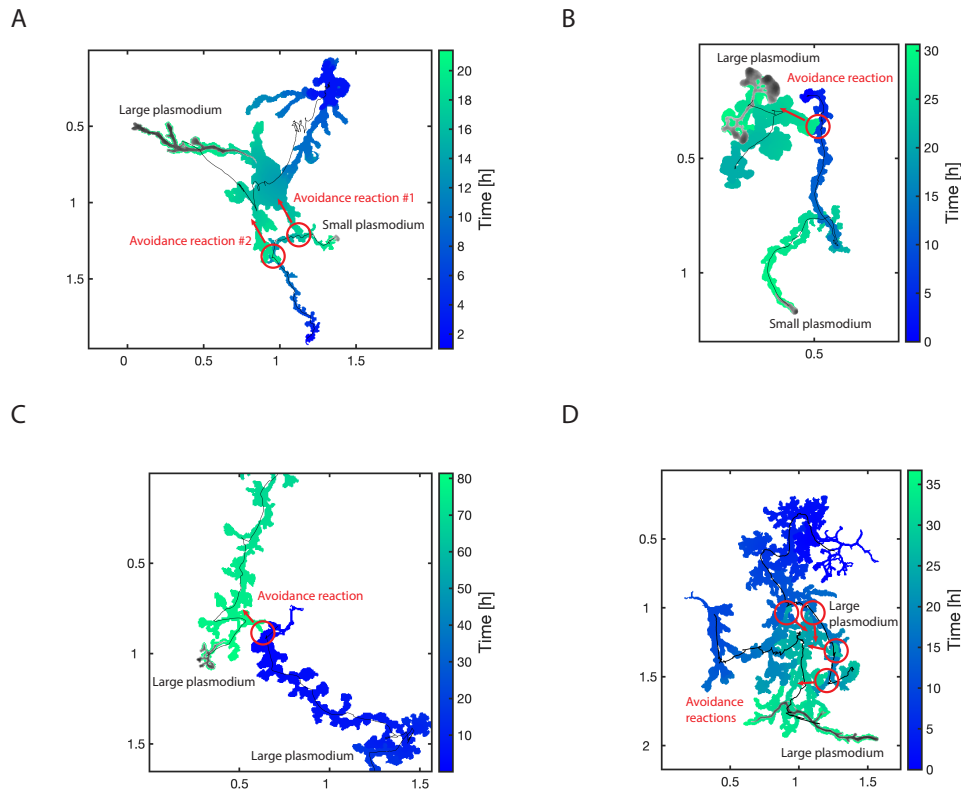 A
Large plasmodium
Avoidance reaction #1
Small plasmodium
Avoidance reaction #2
0.5
1
1.5
0
0.5
1
1.5
20
18
16
14
12
10
8
6
4
2
Time [h]
B
Large plasmodium
Avoidance reaction
Small plasmodium
0.5
1
0.5
30
25
20
15
10
5
0
Time [h]
C
Avoidance reaction
Large plasmodium
Large plasmodium
0.5
1
1.5
0.5
1
1.5
80
70
60
50
40
30
20
10
Time [h]
D
Large
plasmodium
Avoidance
reactions
Large plasmodium
0.5
1
1.5
2
0.5
1
1.5
35
30
25
20
15
10
5
0
Time [h]